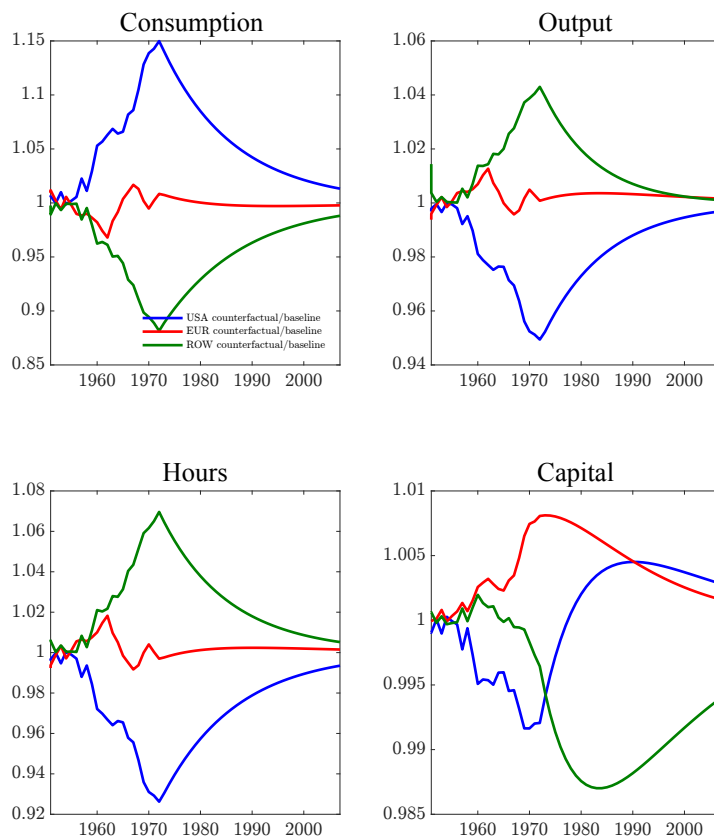 Consumption
1.15
1.1
1.05
1
0.95
0.9
0.85
USA counterfactual/baseline
EUR counterfactual/baseline
ROW counterfactual/baseline
1960 1970 1980 1990 2000
Output
1.06
1.04
1.02
1
0.98
0.96
0.94
1960 1970 1980 1990 2000
Hours
1.08
1.06
1.04
1.02
1
0.98
0.96
0.94
0.92
1960 1970 1980 1990 2000
Capital
1.01
1.005
1
0.995
0.99
0.985
1960 1970 1980 1990 2000